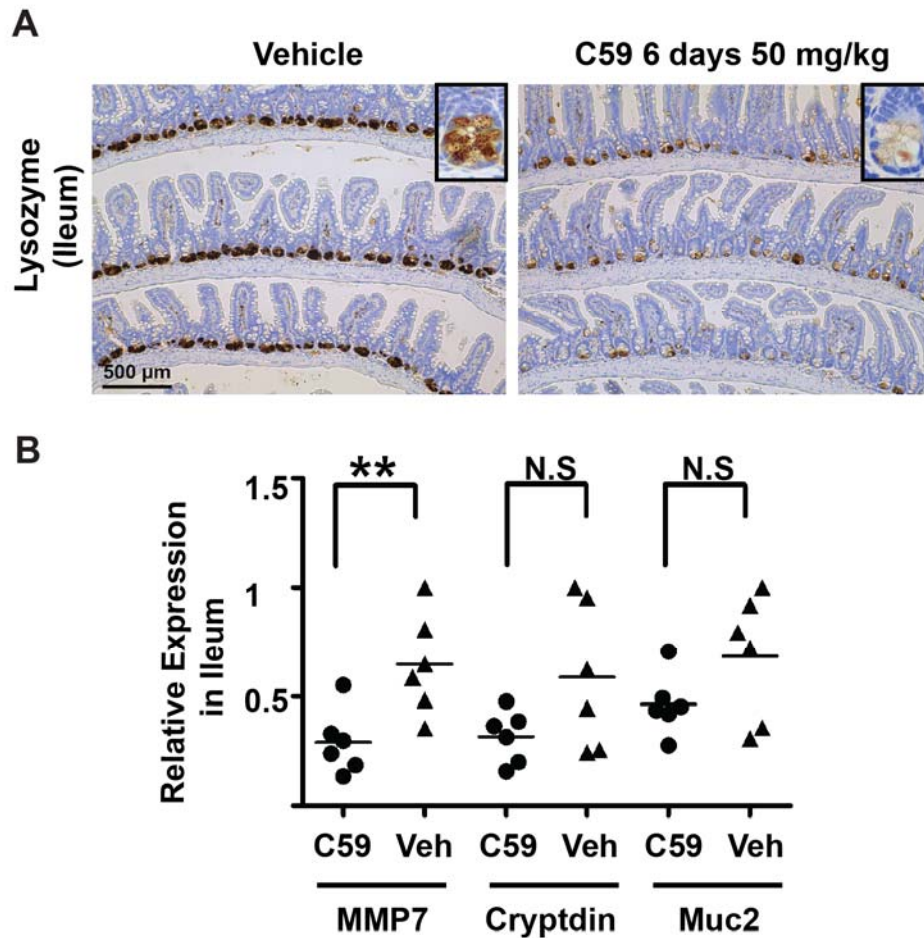 A
Vehicle
C59 6 days 50 mg/kg
Lysozyme
(Ileum)
500 µm
B
**
N.S
N.S
Relative Expression
in Ileum
1.5
1
0.5
C59 Veh C59 Veh C59 Veh
MMP7 Cryptdin Muc2